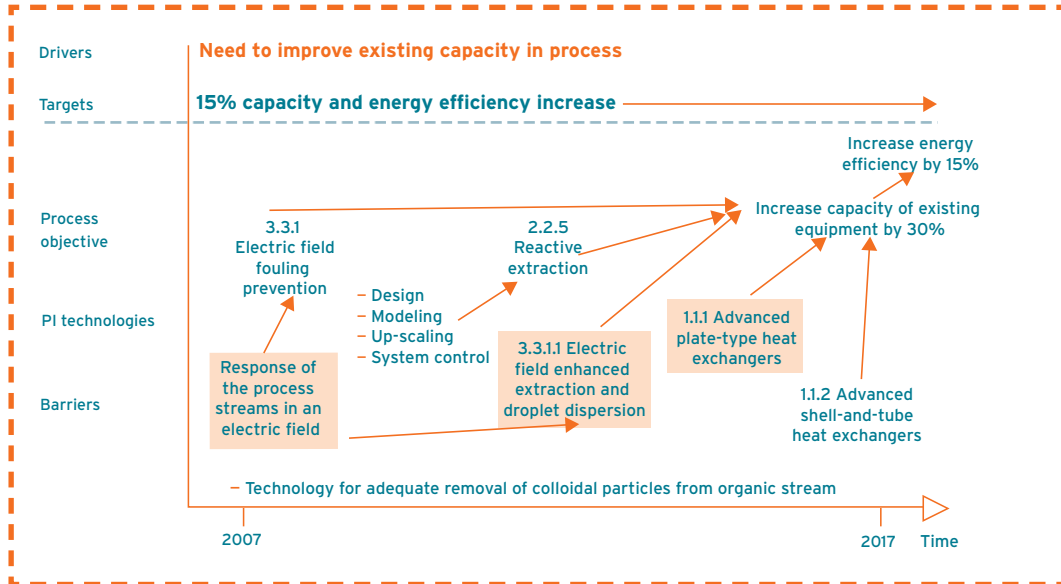 Drivers
Need to improve existing capacity in process
Targets
15% capacity and energy efficiency increase
Increase energy
efficiency by 15%
Process
objective
Increase capacity of existing
equipment by 30%
3.3.1
Electric field
fouling
prevention
2.2.5
Reactive
extraction
– Design
– Modeling
– Up-scaling
– System control
PI technologies
1.1.1 Advanced
plate-type heat
exchangers
3.3.1.1 Electric
field enhanced
extraction and
droplet dispersion
Response of
the process
streams in an
electric field
Barriers
1.1.2 Advanced
shell-and-tube
heat exchangers
– Technology for adequate removal of colloidal particles from organic stream
2007
2017
Time